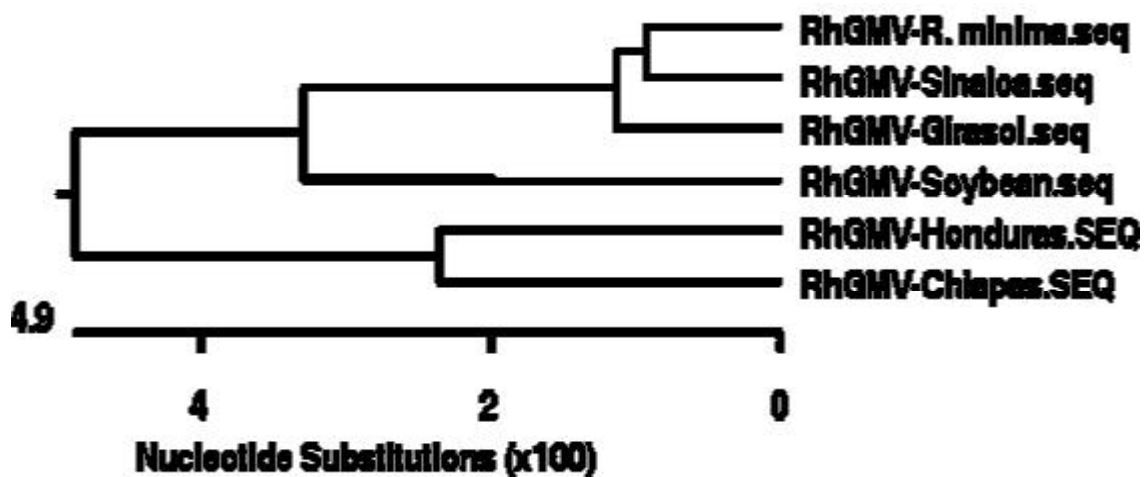 RhGMV-R. minima.seq
RhGMV-Sinaloa.seq
RhGMV-Girasol.seq
RhGMV-Soybean.seq
RhGMV-Honduras.SEQ
RhGMV-Chiapas.SEQ
4.9
4 2 0
Nucleotide Substitutions (x100)